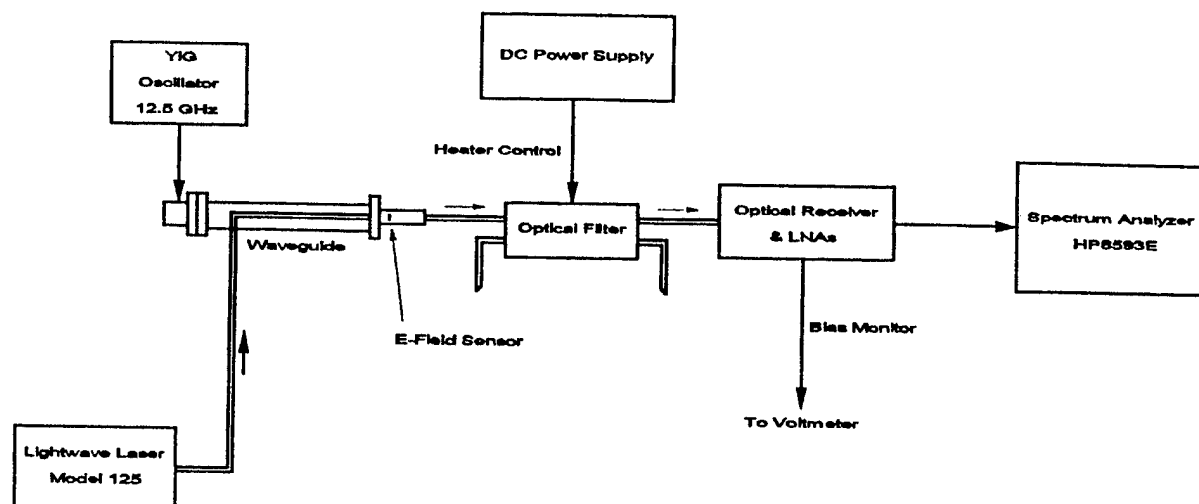 YIG
Oscillator
12.5 GHz
DC Power Supply
Heater Control
Optical Filter
Optical Receiver
& LNAs
Spectrum Analyzer
HP8593E
Waveguide
E-Field Sensor
Bias Monitor
To Voltmeter
Lightwave Laser
Model 125